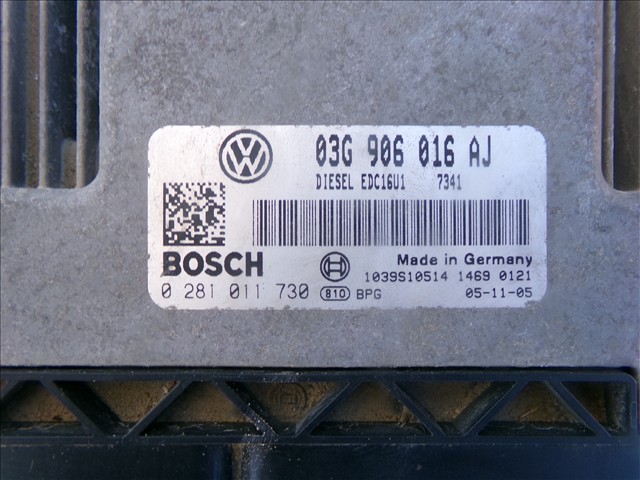 03G 906 016 AJ
DIESEL EDC16U1 7341
BOSCH
Made in Germany
1039S10514 1469 0121
0 281 011 730 810 BPG 05-11-05